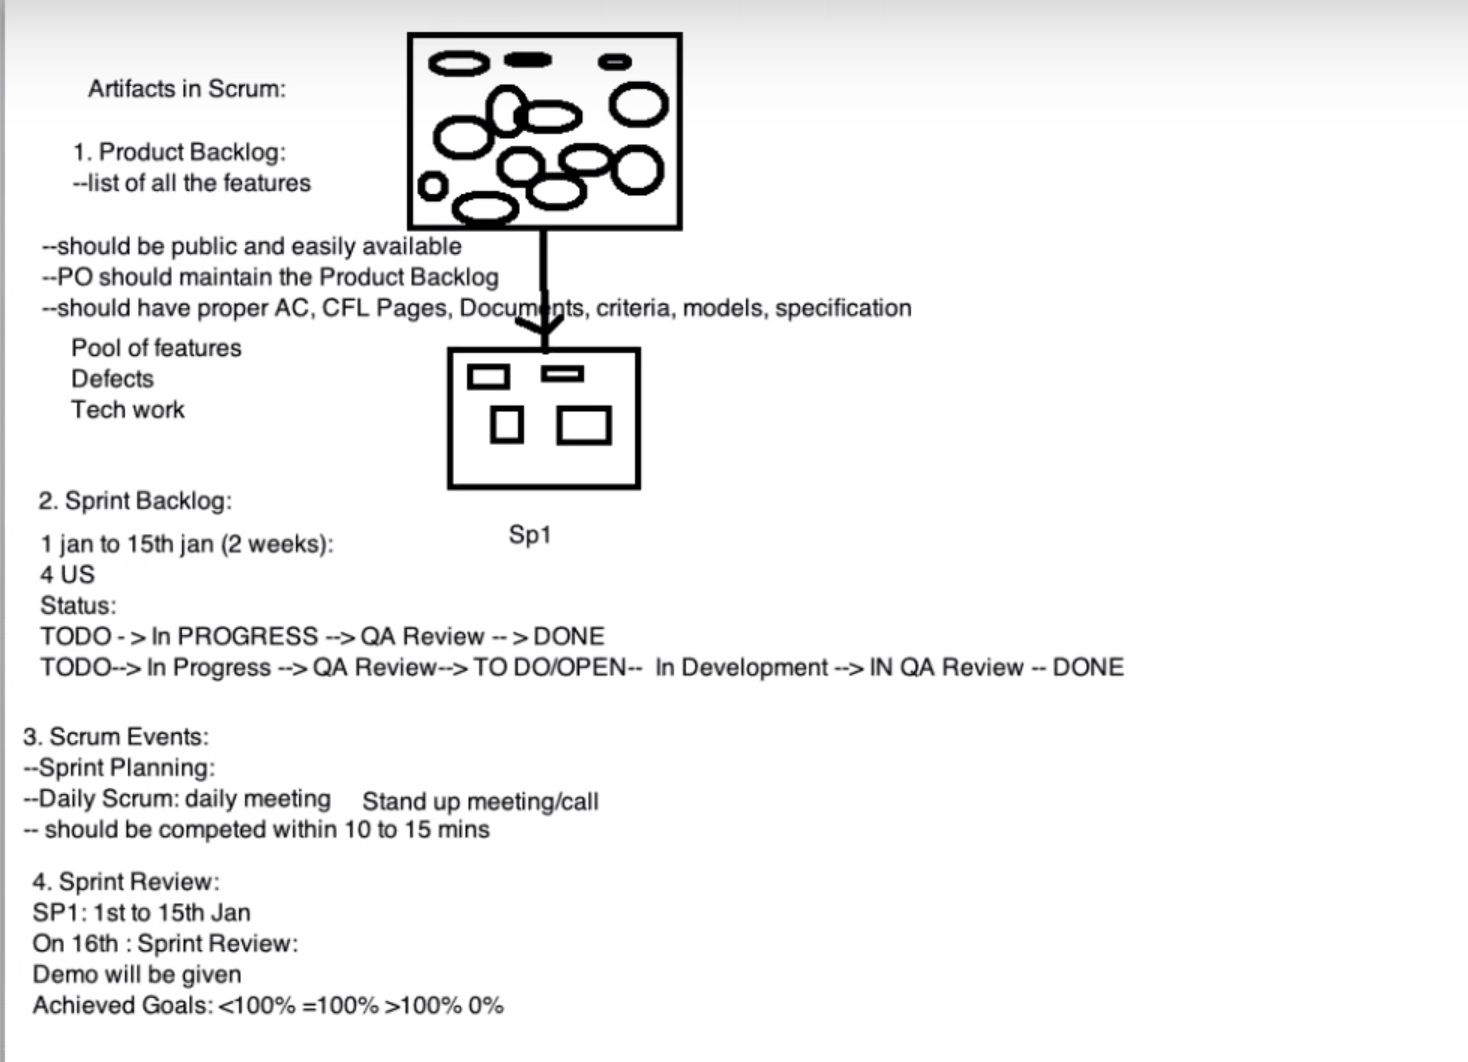 Artifacts in Scrum:
1. Product Backlog:
--list of all the features
--should be public and easily available
--PO should maintain the Product Backlog
--should have proper AC, CFL Pages, Documents, criteria, models, specification
Pool of features
Defects
Tech work
2. Sprint Backlog:
Sp1
1 jan to 15th jan (2 weeks):
4 US
Status:
TODO - > In PROGRESS --> QA Review -- > DONE
TODO--> In Progress --> QA Review--> TO DO/OPEN-- In Development --> IN QA Review -- DONE
3. Scrum Events:
--Sprint Planning:
--Daily Scrum: daily meeting Stand up meeting/call
-- should be competed within 10 to 15 mins
4. Sprint Review:
SP1: 1st to 15th Jan
On 16th : Sprint Review:
Demo will be given
Achieved Goals: <100% =100% >100% 0%